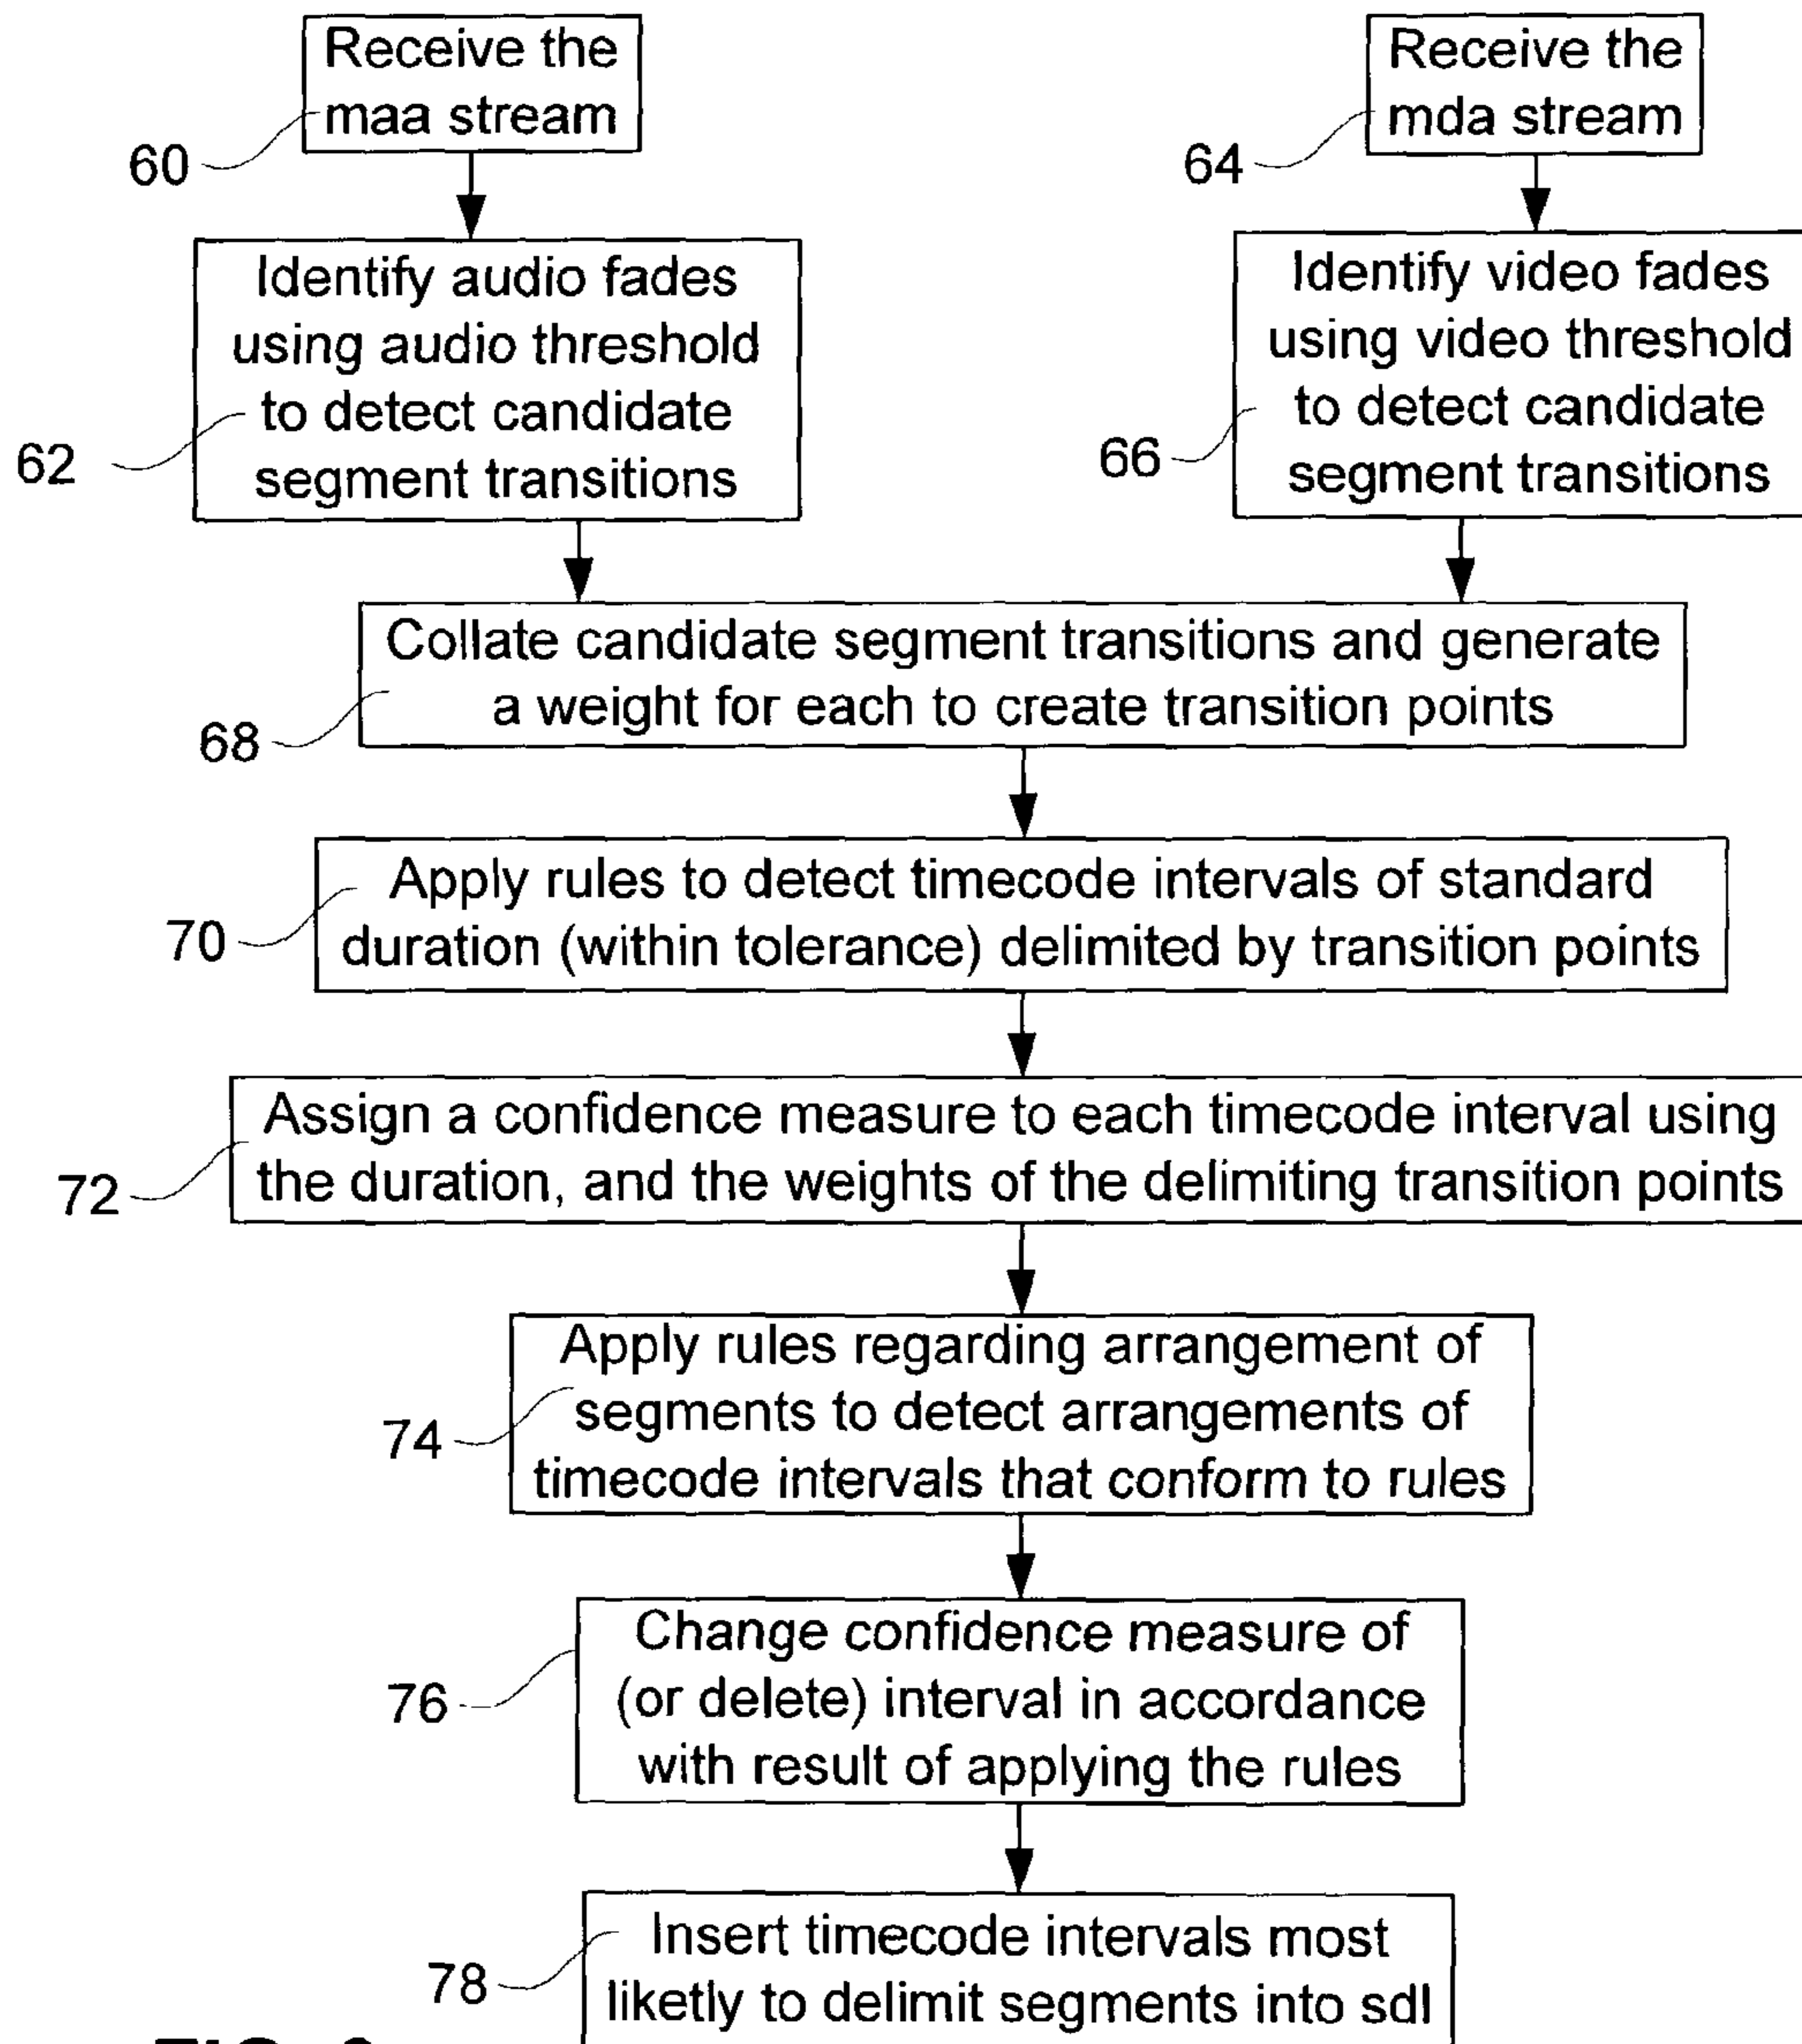 Receive the
maa stream
60
Receive the
mda stream
64
Identify audio fades
using audio threshold
to detect candidate
segment transitions
62
Identify video fades
using video threshold
to detect candidate
segment transitions
66
Collate candidate segment transitions and generate
a weight for each to create transition points
68
Apply rules to detect timecode intervals of standard
duration (within tolerance) delimited by transition points
70
Assign a confidence measure to each timecode interval using
the duration, and the weights of the delimiting transition points
72
Apply rules regarding arrangement of
segments to detect arrangements of
timecode intervals that conform to rules
74
Change confidence measure of
(or delete) interval in accordance
with result of applying the rules
76
Insert timecode intervals most
liketly to delimit segments into sdl
78